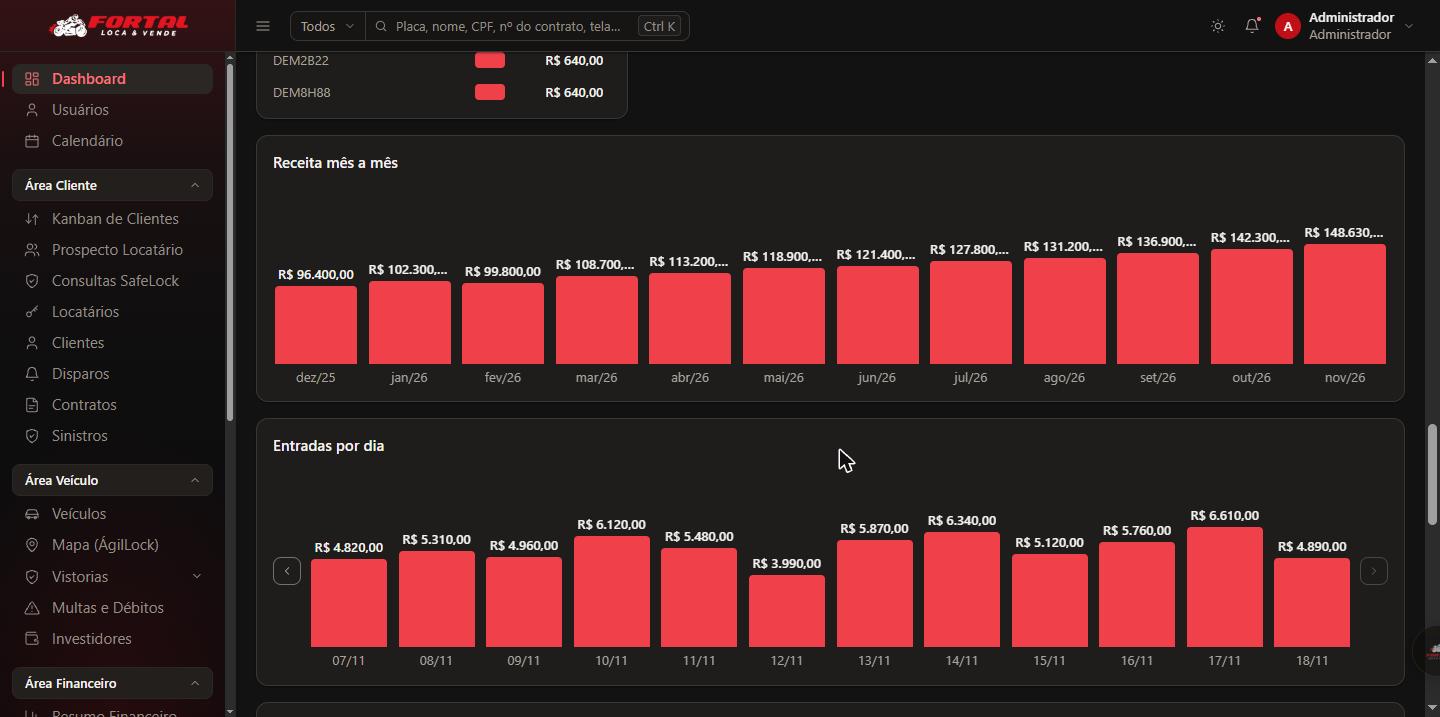 FORTAL
LOCA & VENDE
Todos
Placa, nome, CPF, nº do contrato, tela...
Ctrl K
A
Administrador
Administrador
Dashboard
Usuários
Calendário
Área Cliente
Kanban de Clientes
Prospecto Locatário
Consultas SafeLock
Locatários
Clientes
Disparos
Contratos
Sinistros
Área Veículo
Veículos
Mapa (ÁgilLock)
Vistorias
Multas e Débitos
Investidores
Área Financeiro
Resumo Financeiro
DEM2B22 R$ 640,00
DEM8H88 R$ 640,00
Receita mês a mês
R$ 96.400,00 R$ 102.300,... R$ 99.800,00 R$ 108.700,... R$ 113.200,... R$ 118.900,... R$ 121.400,... R$ 127.800,... R$ 131.200,... R$ 136.900,... R$ 142.300,... R$ 148.630,...
dez/25 jan/26 fev/26 mar/26 abr/26 mai/26 jun/26 jul/26 ago/26 set/26 out/26 nov/26
Entradas por dia
R$ 4.820,00 R$ 5.310,00 R$ 4.960,00 R$ 6.120,00 R$ 5.480,00 R$ 3.990,00 R$ 5.870,00 R$ 6.340,00 R$ 5.120,00 R$ 5.760,00 R$ 6.610,00 R$ 4.890,00
07/11 08/11 09/11 10/11 11/11 12/11 13/11 14/11 15/11 16/11 17/11 18/11